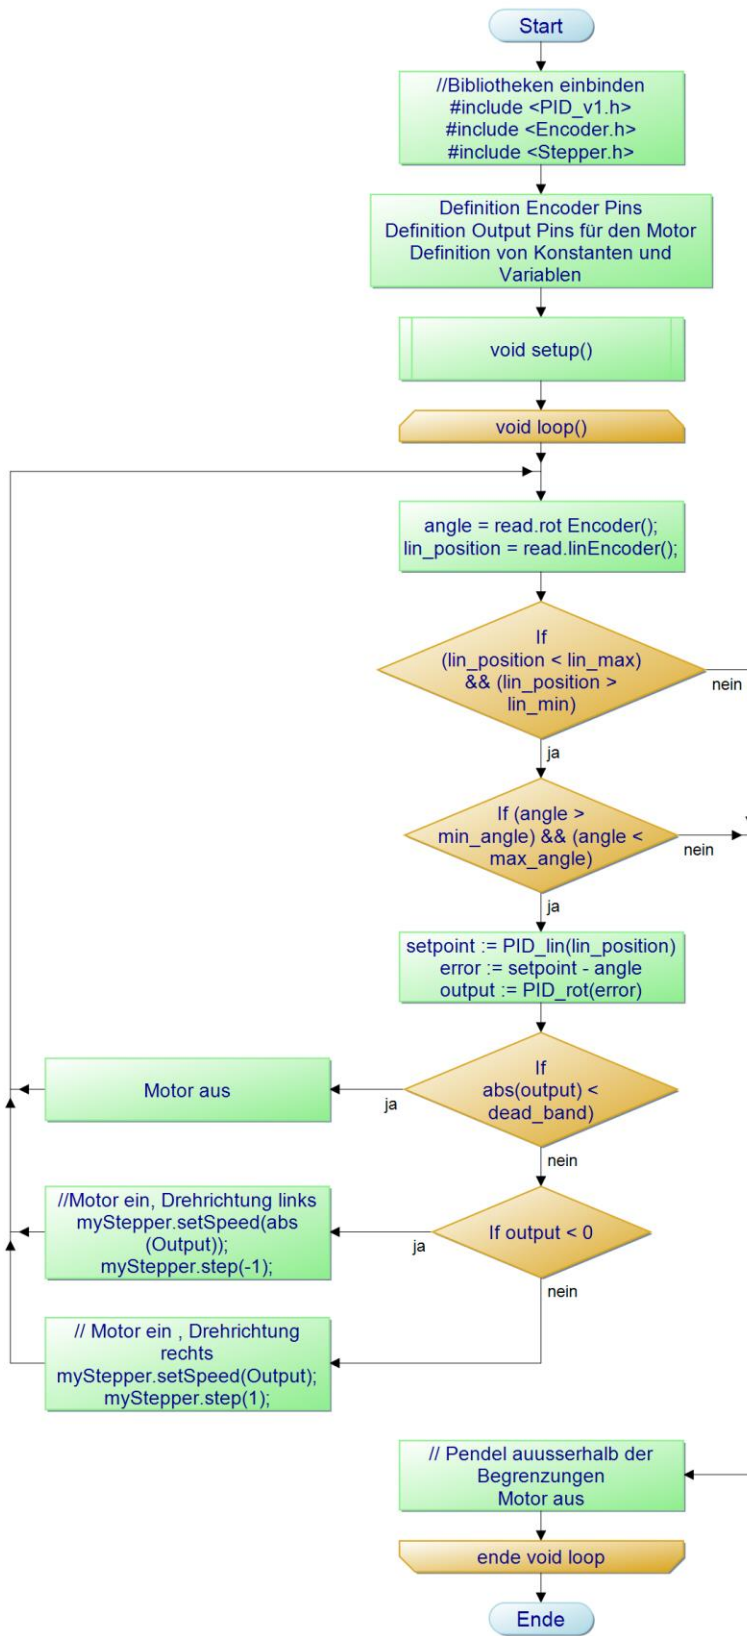 Start
//Bibliotheken einbinden
#include <PID_v1.h>
#include <Encoder.h>
#include <Stepper.h>
Definition Encoder Pins
Definition Output Pins für den Motor
Definition von Konstanten und
Variablen
void setup()
void loop()
angle = read.rot Encoder();
lin_position = read.linEncoder();
If
(lin_position < lin_max)
&& (lin_position >
lin_min)
nein
ja
If (angle >
min_angle) && (angle <
max_angle)
nein
ja
setpoint := PID_lin(lin_position)
error := setpoint - angle
output := PID_rot(error)
If
abs(output) <
dead_band)
ja
Motor aus
nein
If output < 0
ja
//Motor ein, Drehrichtung links
myStepper.setSpeed(abs
(Output));
myStepper.step(-1);
nein
// Motor ein , Drehrichtung
rechts
myStepper.setSpeed(Output);
myStepper.step(1);
// Pendel auusserhalb der
Begrenzungen
Motor aus
ende void loop
Ende